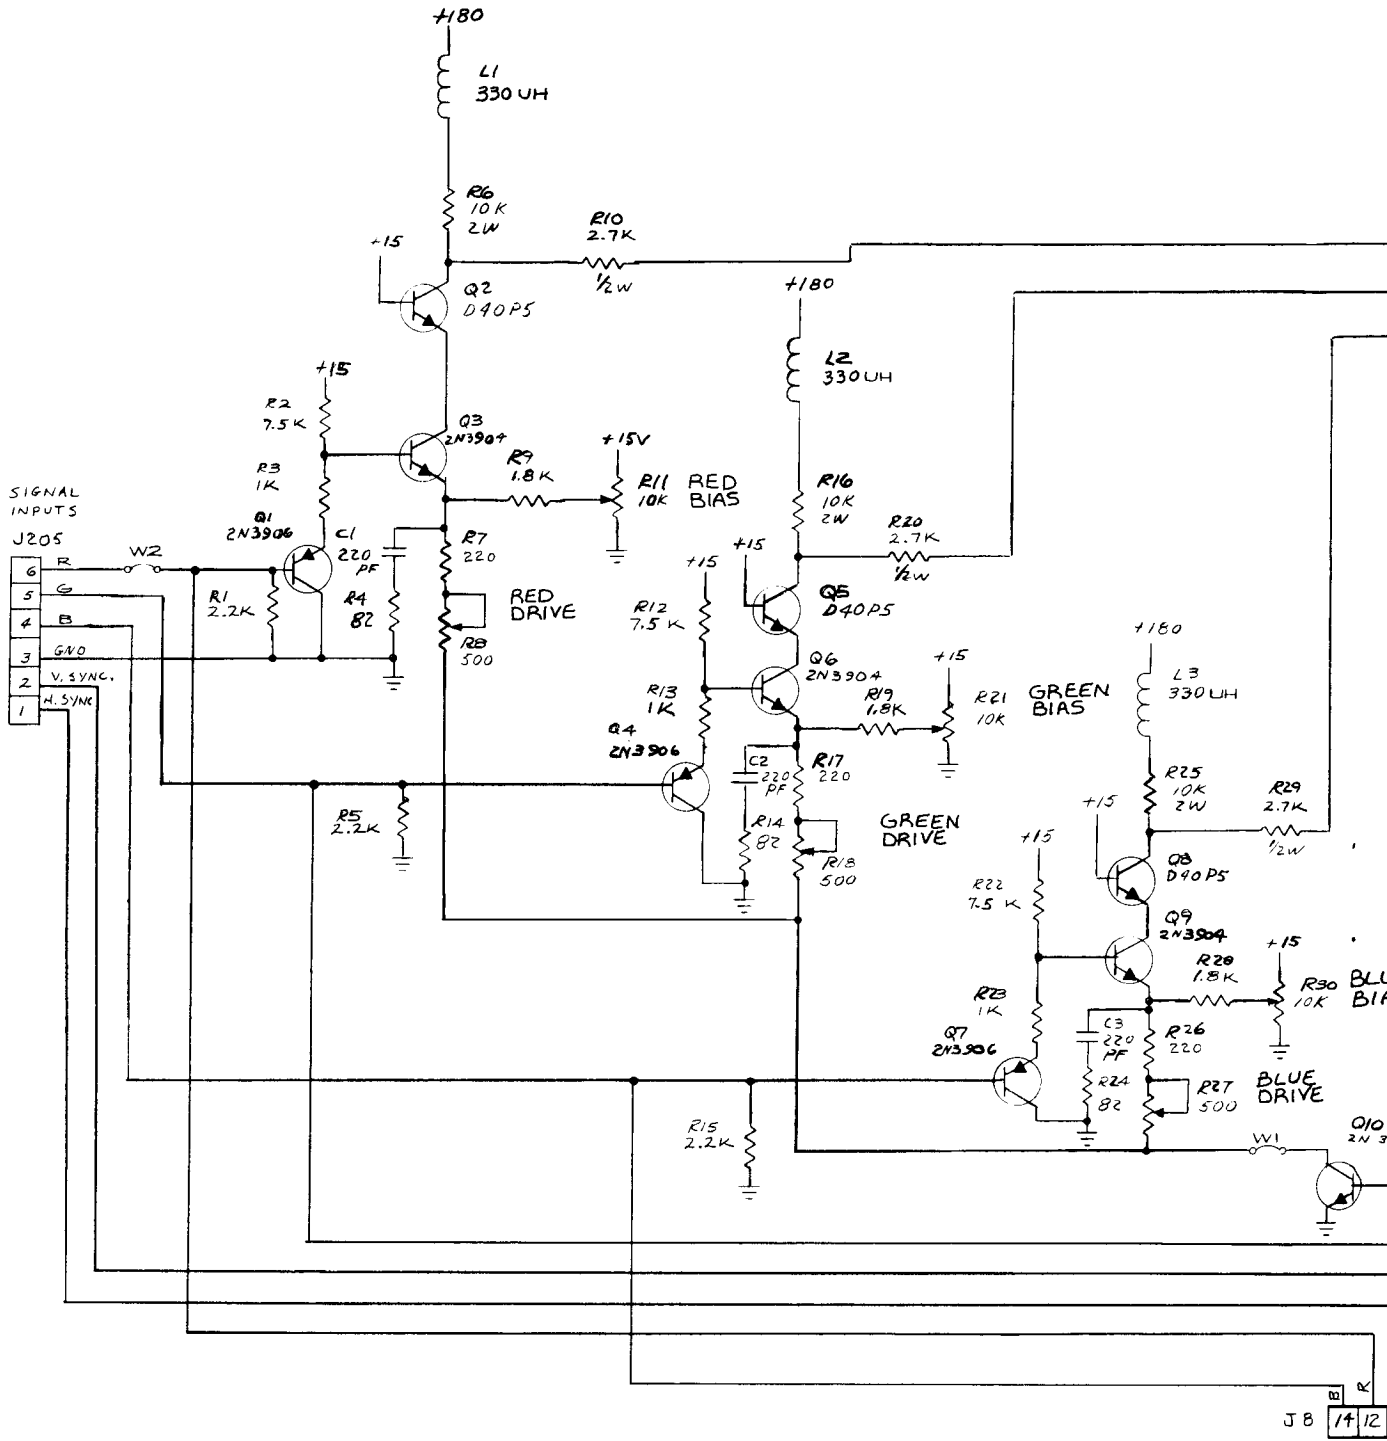 +180
L1
330 UH
R6
10K
2W
R10
2.7K
1/2W
+15
Q2
D40P5
+180
L2
330UH
+15
R2
7.5K
Q3
2N3904
R9
1.8K
+15V
R11
10K
RED
BIAS
R3
1K
SIGNAL
INPUTS
J205
Q1
2N3906
C1
220
PF
R7
220
R16
10K
2W
R20
2.7K
1/2W
6
R
W2
5
G
4
B
3
GND
2
V. SYNC.
1
H. SYNC
R1
2.2K
R4
82
RED
DRIVE
R8
500
+15
+15
R12
7.5K
Q5
D40P5
+180
L3
330UH
Q6
2N3904
R13
1K
R19
1.8K
+15
R21
10K
GREEN
BIAS
Q4
2N3906
C2
220
PF
R17
220
R5
2.2K
R14
82
R18
500
GREEN
DRIVE
R25
10K
2W
R29
2.7K
1/2W
+15
+15
Q8
D40P5
R22
7.5K
Q9
2N3904
R28
1.8K
+15
R30
10K
BLU
R23
1K
Q7
2N3906
C3
220
PF
R26
220
R24
82
R27
500
BLUE
DRIVE
R15
2.2K
W1
Q10
2N3
B
R
J8
14
12